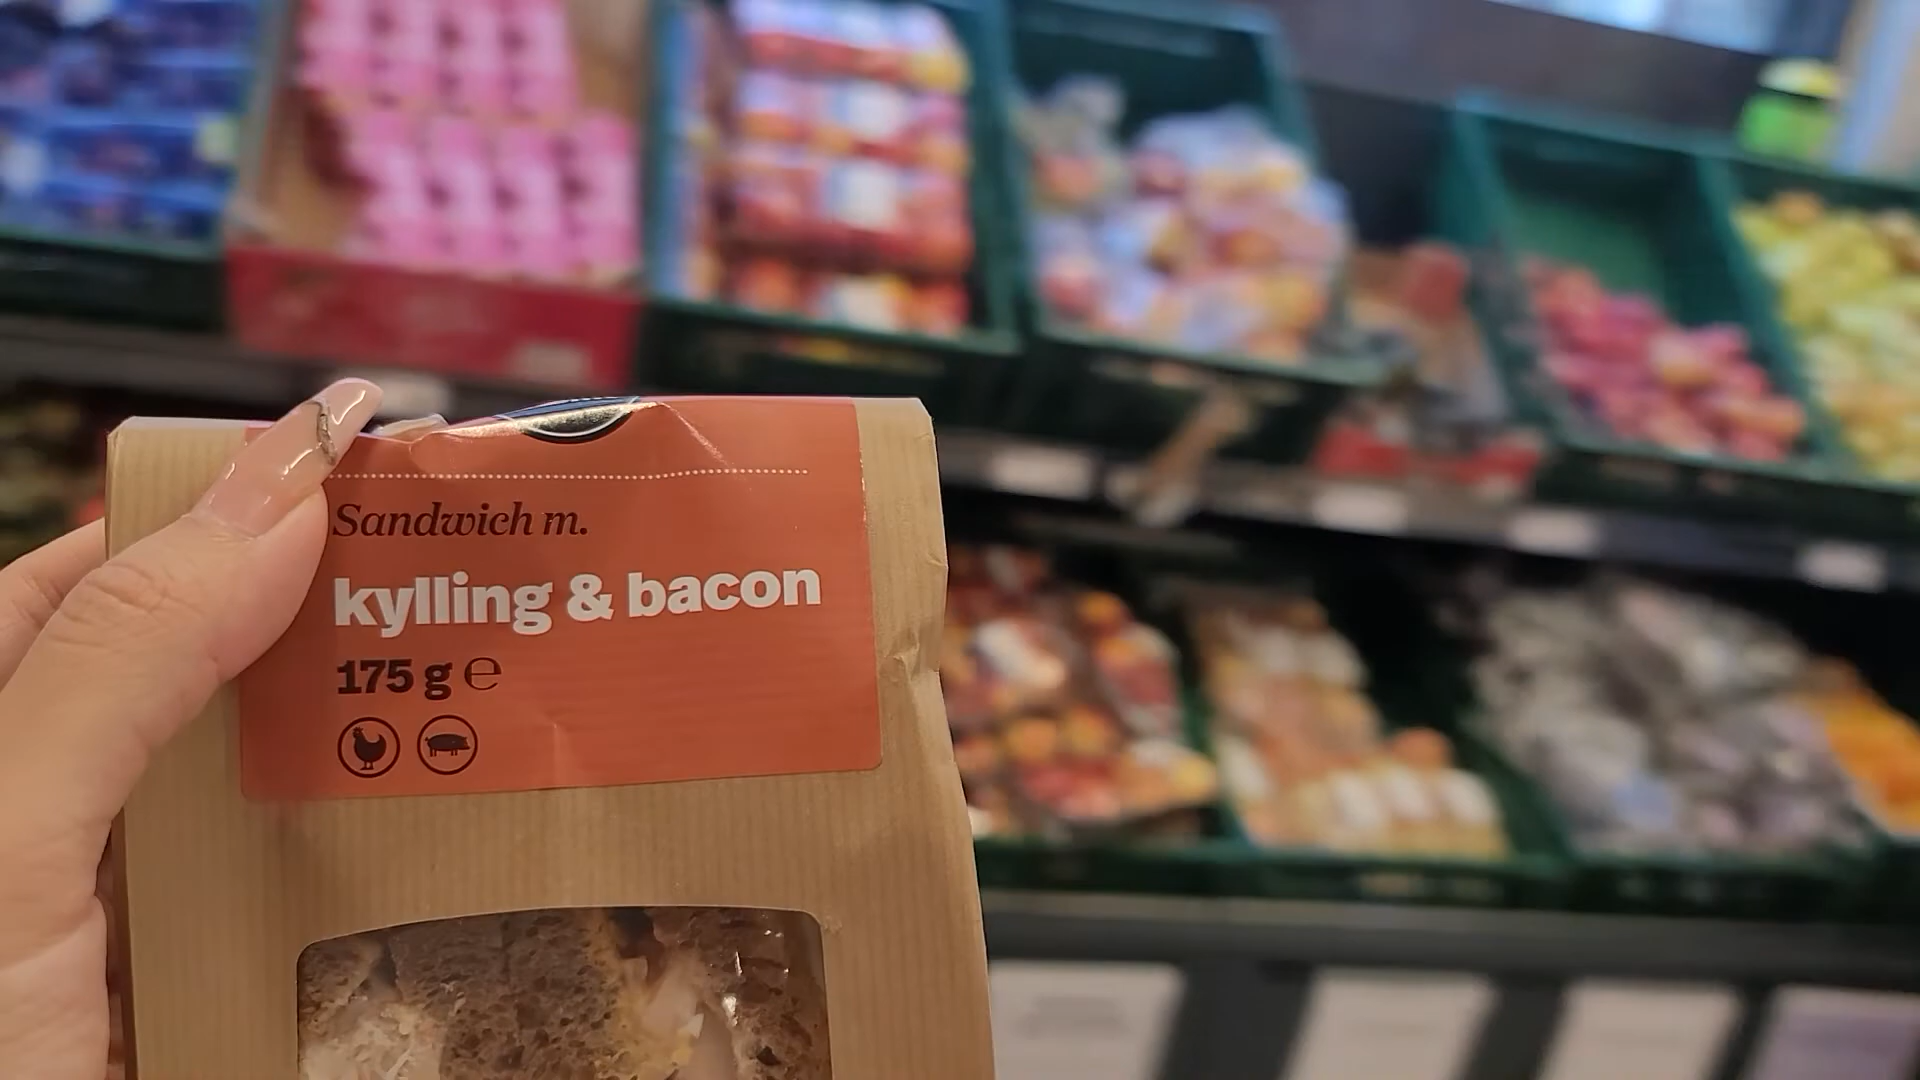 Sandwich m.
kylling & bacon
175 g ℮